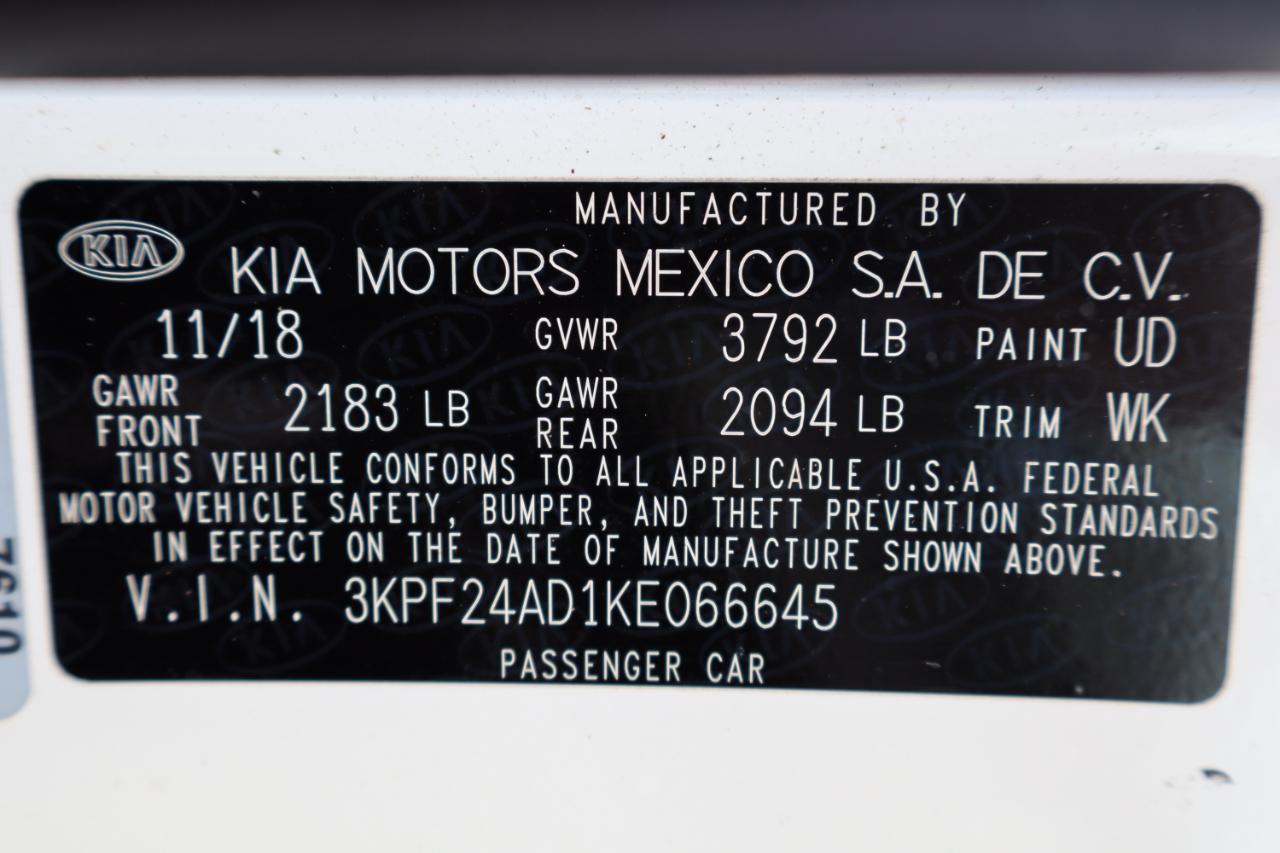 MANUFACTURED BY
KIA
KIA MOTORS MEXICO S.A. DE C.V.
11/18 GVWR 3792 LB PAINT UD
GAWR FRONT 2183 LB GAWR REAR 2094 LB TRIM WK
THIS VEHICLE CONFORMS TO ALL APPLICABLE U.S.A. FEDERAL
MOTOR VEHICLE SAFETY, BUMPER, AND THEFT PREVENTION STANDARDS
IN EFFECT ON THE DATE OF MANUFACTURE SHOWN ABOVE.
V.I.N. 3KPF24AD1KE066645
PASSENGER CAR